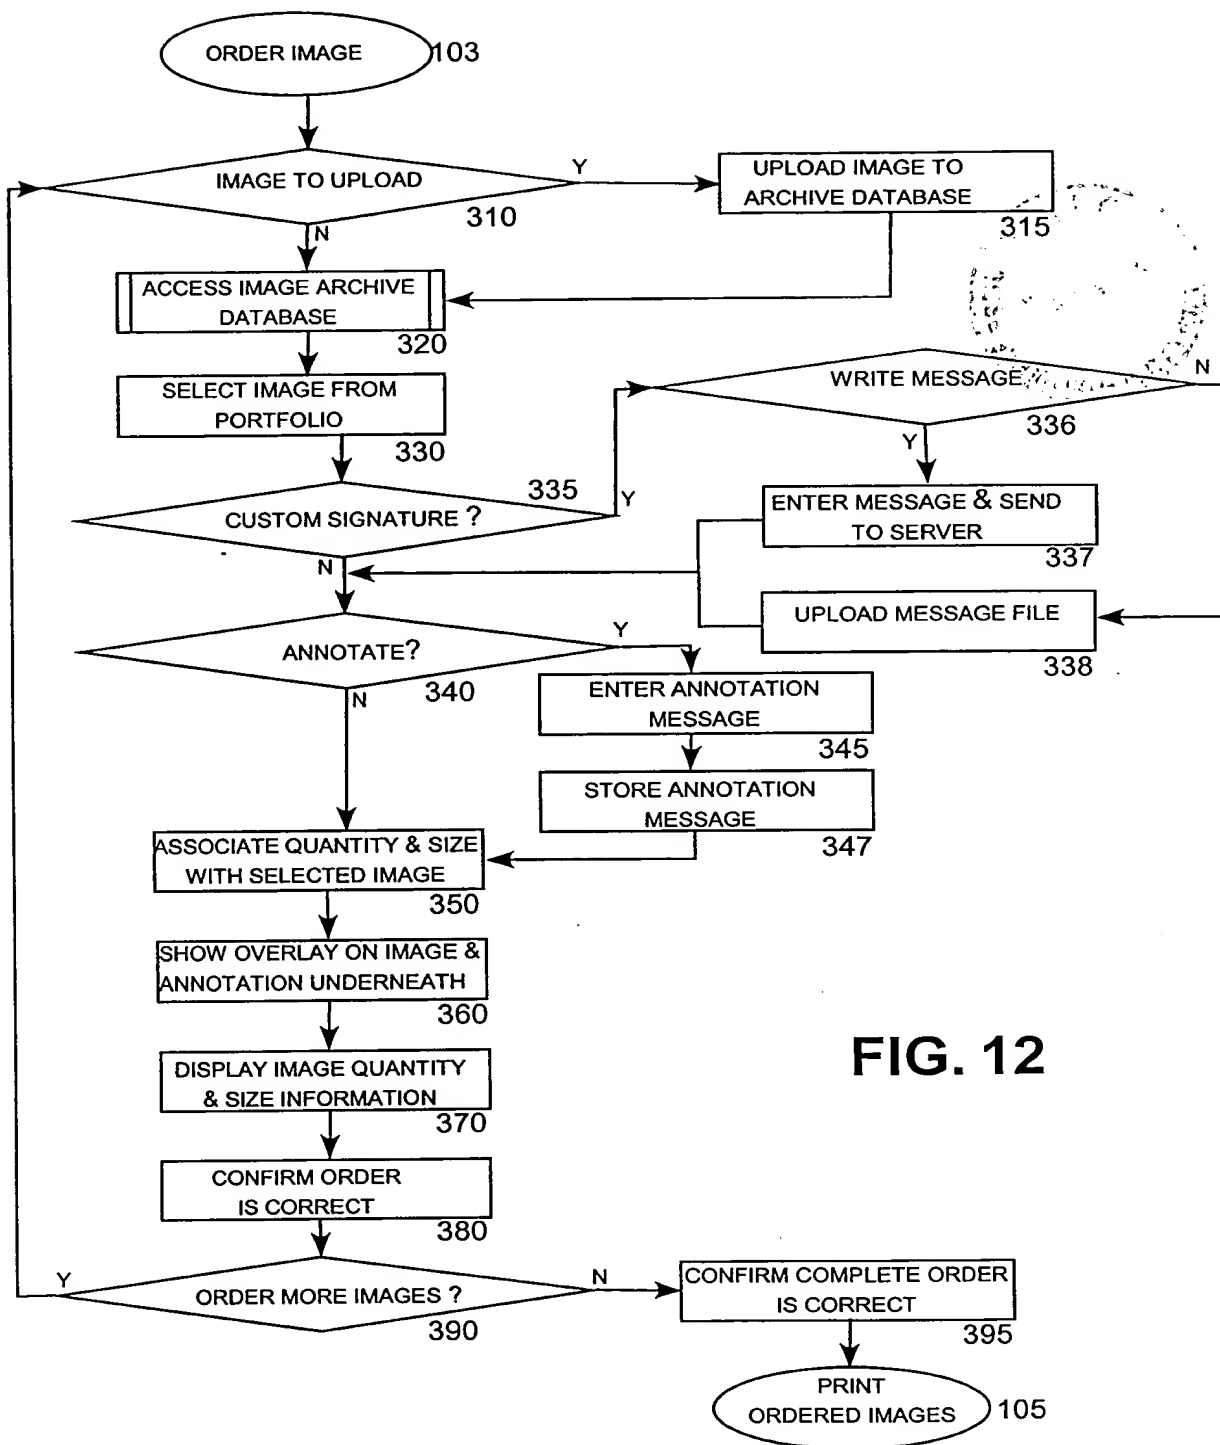 ORDER IMAGE
103
IMAGE TO UPLOAD
310
Y
N
UPLOAD IMAGE TO
ARCHIVE DATABASE
315
ACCESS IMAGE ARCHIVE
DATABASE
320
SELECT IMAGE FROM
PORTFOLIO
330
WRITE MESSAGE
336
N
Y
335
CUSTOM SIGNATURE ?
Y
N
ENTER MESSAGE & SEND
TO SERVER
337
UPLOAD MESSAGE FILE
338
ANNOTATE?
340
Y
N
ENTER ANNOTATION
MESSAGE
345
STORE ANNOTATION
MESSAGE
347
ASSOCIATE QUANTITY & SIZE
WITH SELECTED IMAGE
350
SHOW OVERLAY ON IMAGE &
ANNOTATION UNDERNEATH
360
FIG. 12
DISPLAY IMAGE QUANTITY
& SIZE INFORMATION
370
CONFIRM ORDER
IS CORRECT
380
Y
ORDER MORE IMAGES ?
390
N
CONFIRM COMPLETE ORDER
IS CORRECT
395
PRINT
ORDERED IMAGES
105